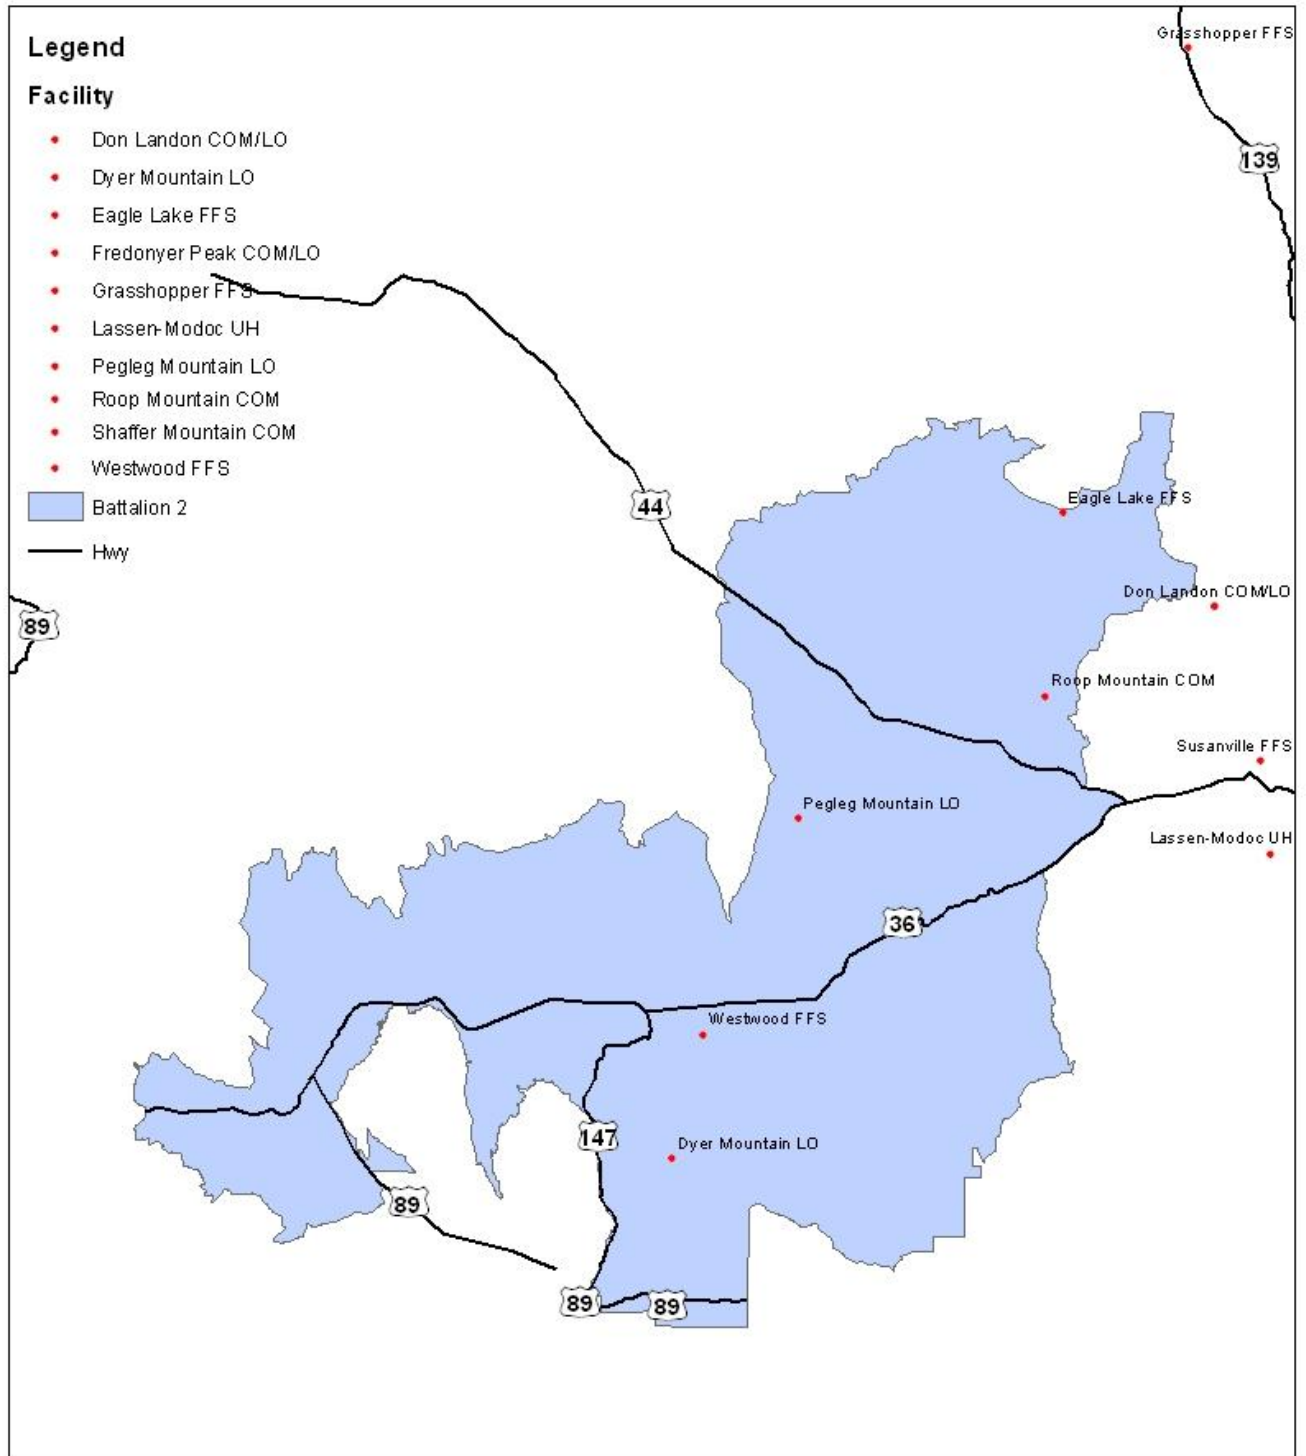 Legend
Facility
Don Landon COM/LO
Dyer Mountain LO
Eagle Lake FFS
Fredonyer Peak COM/LO
Grasshopper FFS
Lassen-Modoc UH
Pegleg Mountain LO
Roop Mountain COM
Shaffer Mountain COM
Westwood FFS
Battalion 2
Hwy
Grasshopper FFS
139
44
Eagle Lake FFS
Don Landon COM/LO
89
Roop Mountain COM
Susanville FFS
Pegleg Mountain LO
Lassen-Modoc UH
36
Westwood FFS
147
Dyer Mountain LO
89
89
89